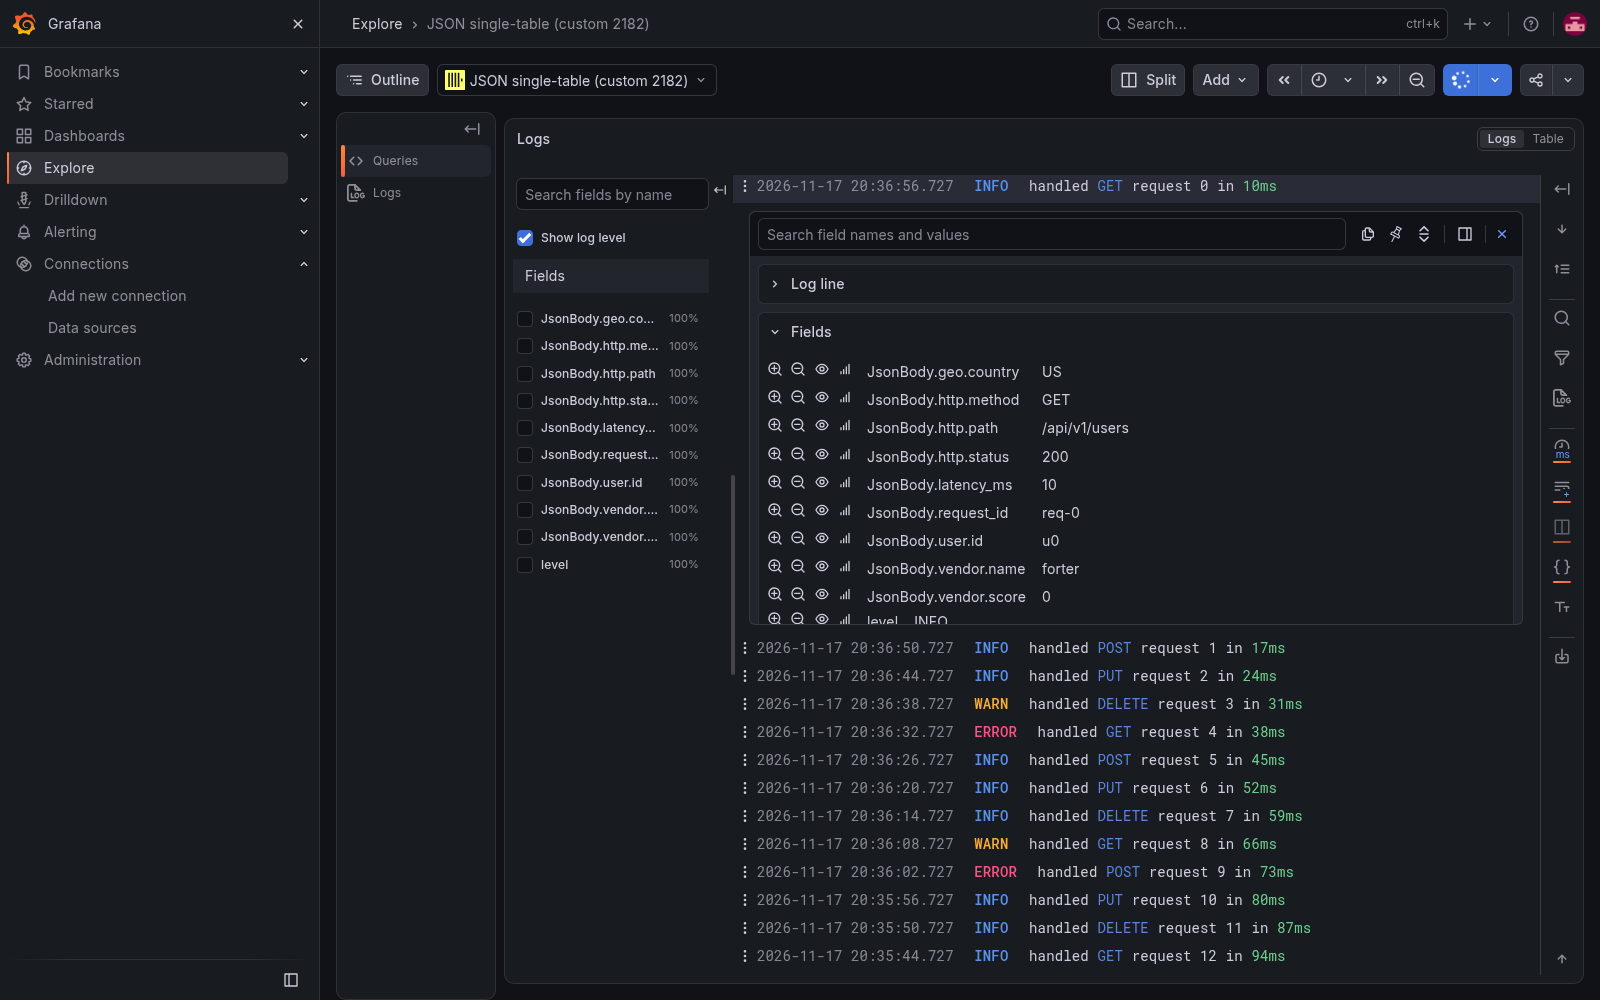 Grafana
Explore › JSON single-table (custom 2182)
Search...
ctrl+k
Bookmarks
Starred
Dashboards
Explore
Drilldown
Alerting
Connections
Add new connection
Data sources
Administration
Outline
JSON single-table (custom 2182)
Split
Add
Queries
Logs
Logs
Logs
Table
Search fields by name
Show log level
Fields
JsonBody.geo.co... 100%
JsonBody.http.me... 100%
JsonBody.http.path 100%
JsonBody.http.sta... 100%
JsonBody.latency... 100%
JsonBody.request... 100%
JsonBody.user.id 100%
JsonBody.vendor.... 100%
JsonBody.vendor.... 100%
level 100%
2026-11-17 20:36:56.727 INFO handled GET request 0 in 10ms
Search field names and values
Log line
Fields
JsonBody.geo.country US
JsonBody.http.method GET
JsonBody.http.path /api/v1/users
JsonBody.http.status 200
JsonBody.latency_ms 10
JsonBody.request_id req-0
JsonBody.user.id u0
JsonBody.vendor.name forter
JsonBody.vendor.score 0
level INFO
2026-11-17 20:36:50.727 INFO handled POST request 1 in 17ms
2026-11-17 20:36:44.727 INFO handled PUT request 2 in 24ms
2026-11-17 20:36:38.727 WARN handled DELETE request 3 in 31ms
2026-11-17 20:36:32.727 ERROR handled GET request 4 in 38ms
2026-11-17 20:36:26.727 INFO handled POST request 5 in 45ms
2026-11-17 20:36:20.727 INFO handled PUT request 6 in 52ms
2026-11-17 20:36:14.727 INFO handled DELETE request 7 in 59ms
2026-11-17 20:36:08.727 WARN handled GET request 8 in 66ms
2026-11-17 20:36:02.727 ERROR handled POST request 9 in 73ms
2026-11-17 20:35:56.727 INFO handled PUT request 10 in 80ms
2026-11-17 20:35:50.727 INFO handled DELETE request 11 in 87ms
2026-11-17 20:35:44.727 INFO handled GET request 12 in 94ms
LOG
LOG
ms
Tt